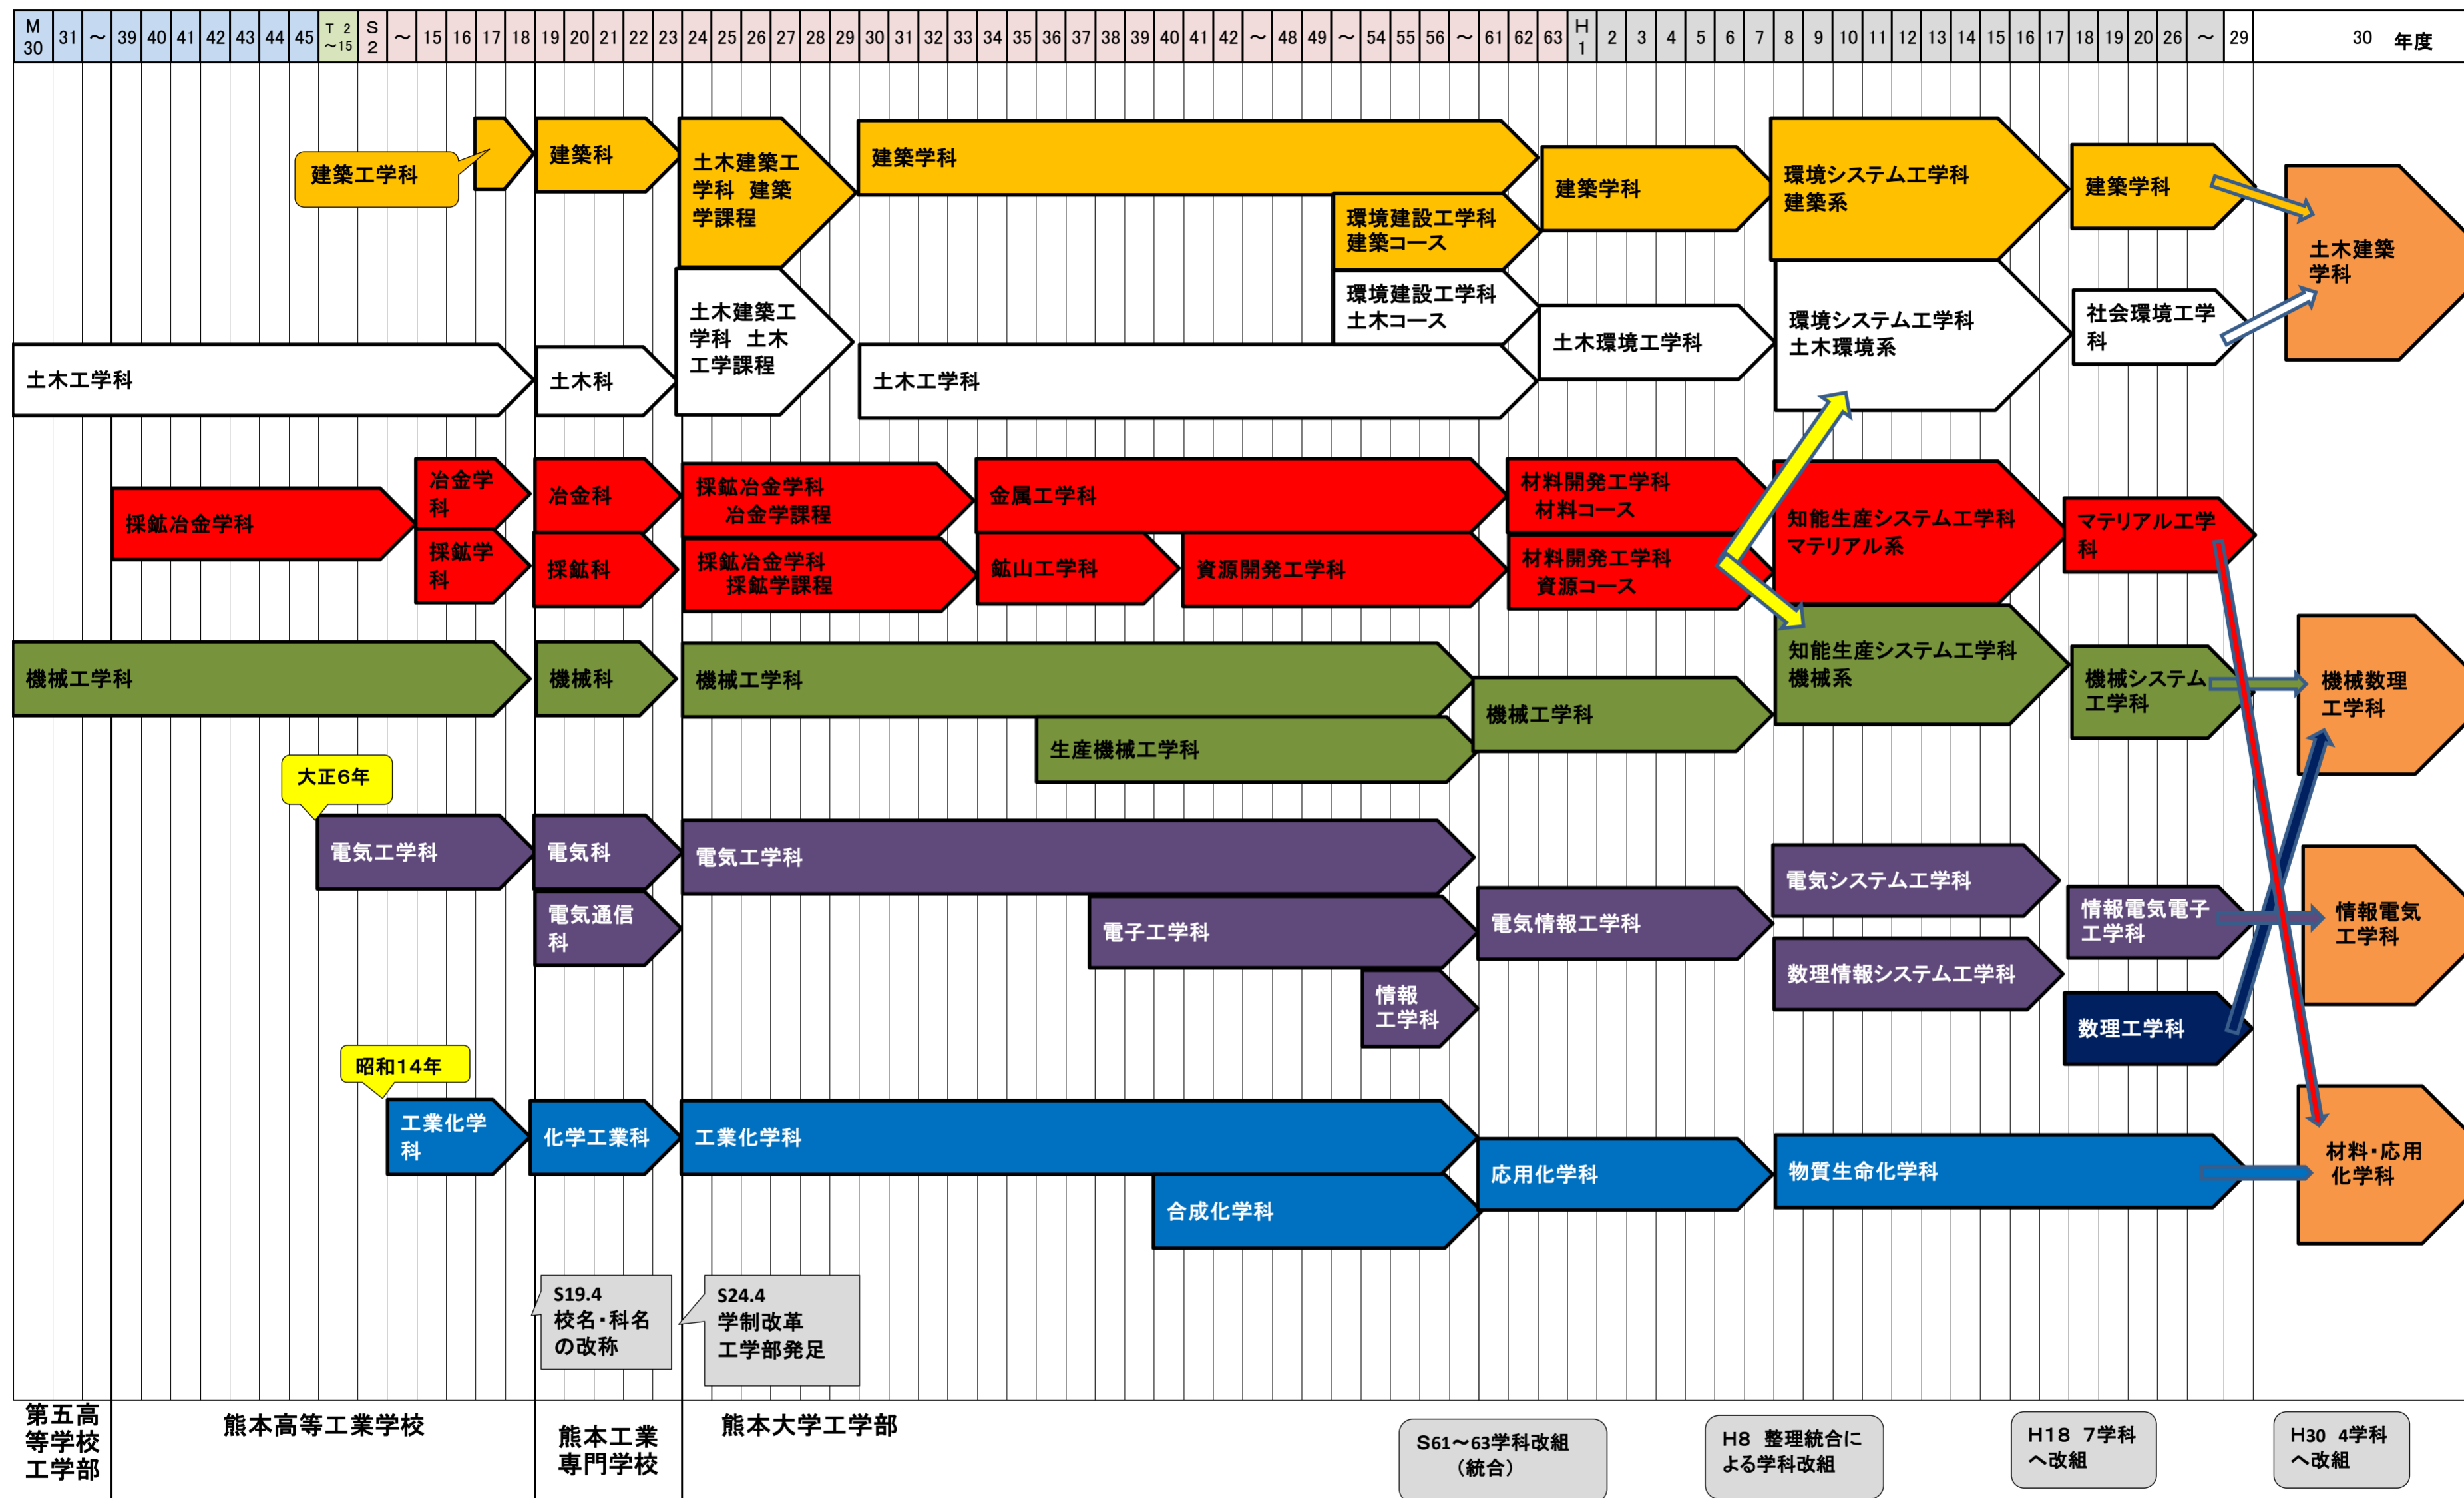 M 30 31 ～ 39 40 41 42 43 44 45 T 2 ～15 S 2 ～ 15 16 17 18 19 20 21 22 23 24 25 26 27 28 29 30 31 32 33 34 35 36 37 38 39 40 41 42 ～ 48 49 ～ 54 55 56 ～ 61 62 63 H 1 2 3 4 5 6 7 8 9 10 11 12 13 14 15 16 17 18 19 20 26 ～ 29 30 年度
建築工学科
建築科
土木建築工
学科 建築
学課程
建築学科
環境建設工学科
建築コース
建築学科
環境システム工学科
建築系
建築学科
土木建築
学科
土木工学科
土木科
土木建築工
学科 土木
工学課程
土木工学科
環境建設工学科
土木コース
土木環境工学科
環境システム工学科
土木環境系
社会環境工学
科
採鉱冶金学科
冶金学
科
採鉱学
科
冶金科
採鉱科
採鉱冶金学科
冶金学課程
採鉱冶金学科
採鉱学課程
金属工学科
鉱山工学科
資源開発工学科
材料開発工学科
材料コース
材料開発工学科
資源コース
知能生産システム工学科
マテリアル系
マテリアル工学
科
機械工学科
機械科
機械工学科
生産機械工学科
機械工学科
知能生産システム工学科
機械系
機械システム
工学科
機械数理
工学科
大正6年
電気工学科
電気科
電気通信
科
電気工学科
電子工学科
情報
工学科
電気情報工学科
電気システム工学科
数理情報システム工学科
情報電気電子
工学科
数理工学科
情報電気
工学科
昭和14年
工業化学
科
化学工業科
工業化学科
合成化学科
応用化学科
物質生命化学科
材料・応用
化学科
S19.4
校名・科名
の改称
S24.4
学制改革
工学部発足
第五高
等学校
工学部
熊本高等工業学校
熊本工業
専門学校
熊本大学工学部
S61～63学科改組
（統合）
H8 整理統合に
よる学科改組
H18 7学科
へ改組
H30 4学科
へ改組